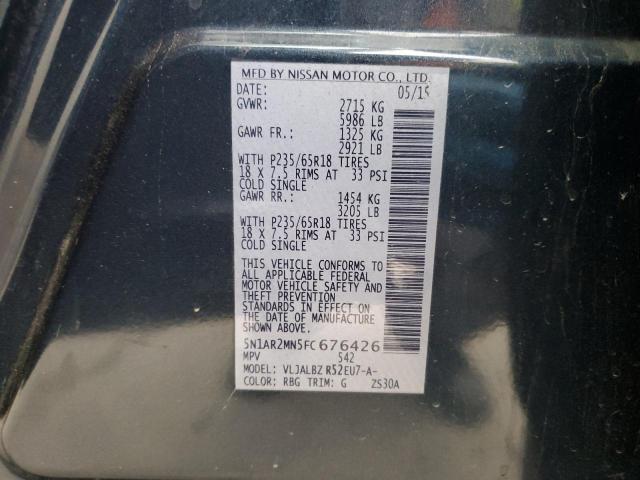 MFD BY NISSAN MOTOR CO., LTD.
DATE: 05/15
GVWR: 2715 KG
5986 LB
GAWR FR.: 1325 KG
2921 LB
WITH P235/65R18 TIRES
18 X 7.5 RIMS AT 33 PSI
COLD SINGLE
GAWR RR.: 1454 KG
3205 LB
WITH P235/65R18 TIRES
18 X 7.5 RIMS AT 33 PSI
COLD SINGLE
THIS VEHICLE CONFORMS TO
ALL APPLICABLE FEDERAL
MOTOR VEHICLE SAFETY AND
THEFT PREVENTION
STANDARDS IN EFFECT ON
THE DATE OF MANUFACTURE
SHOWN ABOVE.
5N1AR2MN5FC676426
MPV 542
MODEL: VLJALBZ R52EU7-A-
COLOR: RBG TRIM: G ZS30A